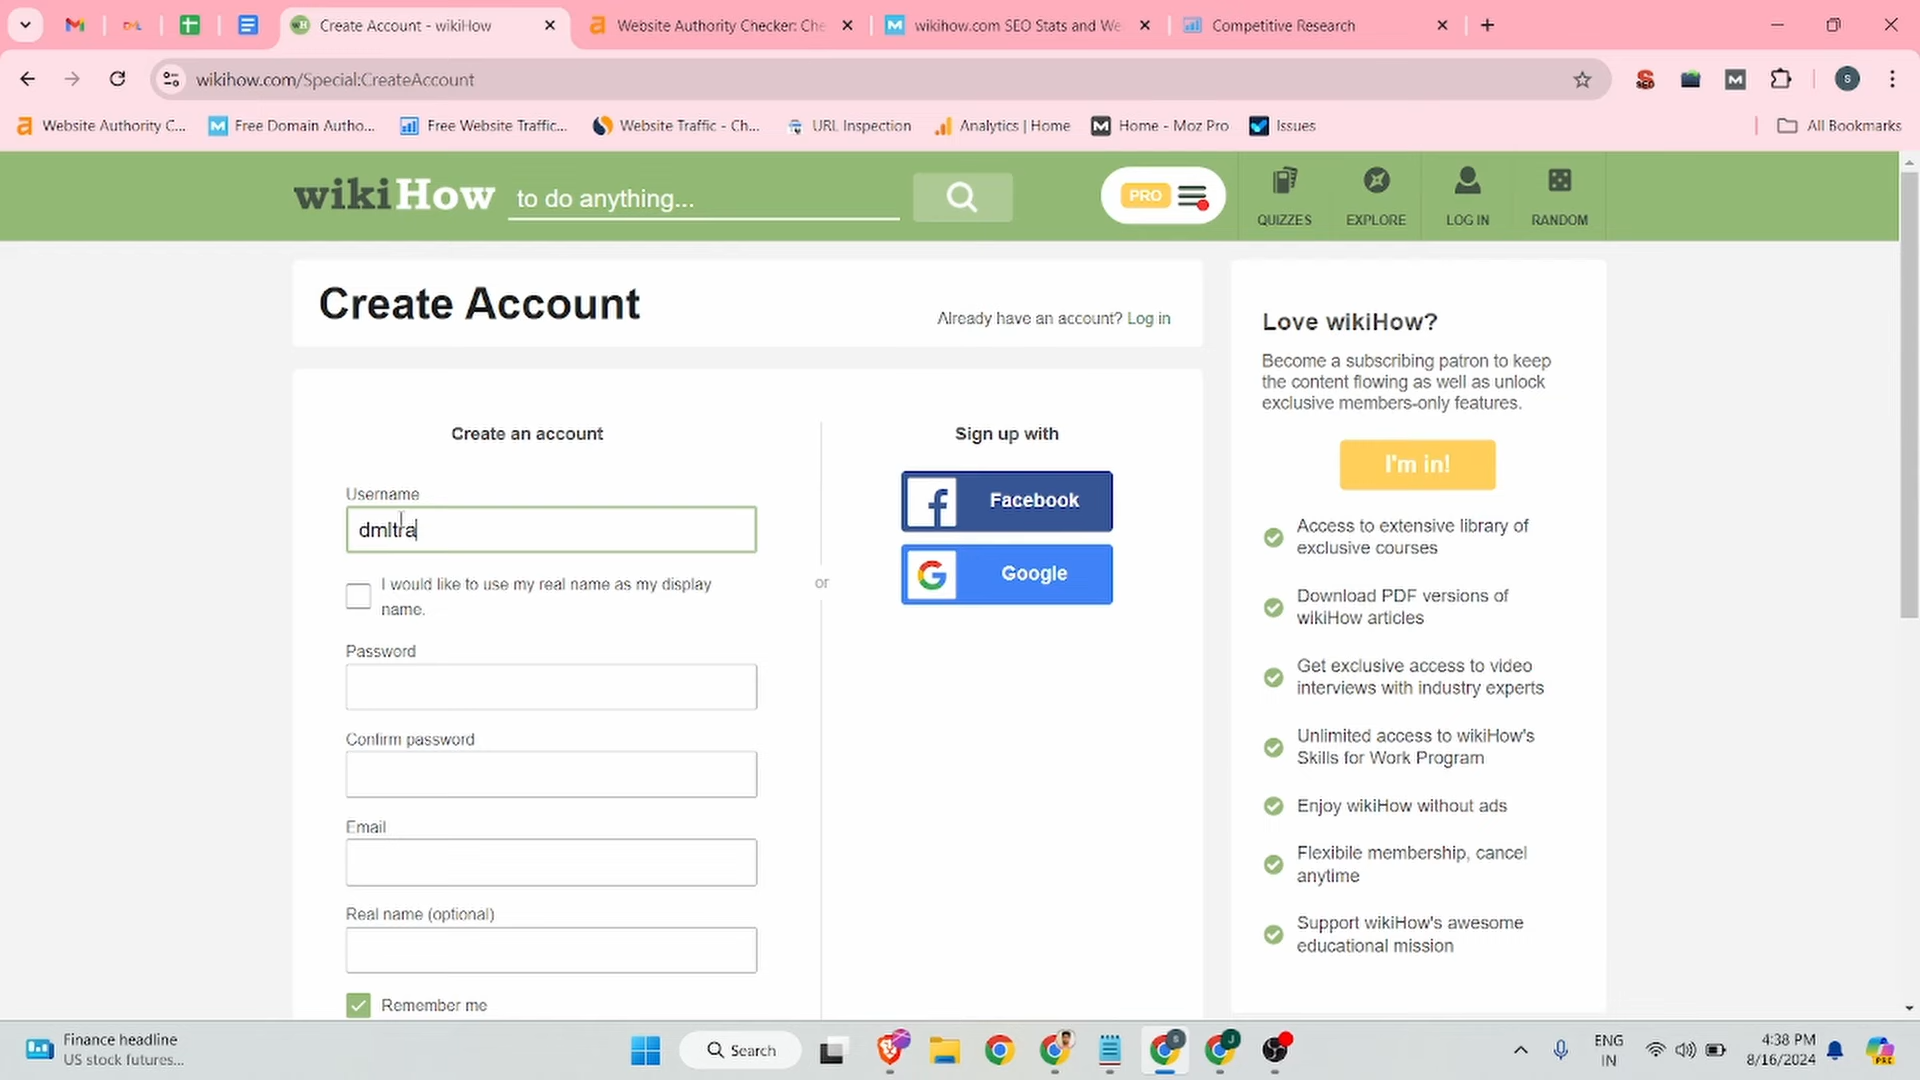 Create Account - wikiHow
Website Authority Checker: Che
wikihow.com SEO Stats and We
Competitive Research
wikihow.com/Special:CreateAccount
Website Authority C...
Free Domain Autho...
Free Website Traffic...
Website Traffic - Ch...
URL Inspection
Analytics | Home
Home - Moz Pro
Issues
All Bookmarks
wikiHow to do anything...
PRO
QUIZZES
EXPLORE
LOG IN
RANDOM
Create Account
Already have an account? Log in
Create an account
Username
dmltra
I would like to use my real name as my display
name.
Password
Confirm password
Email
Real name (optional)
Remember me
or
Sign up with
Facebook
Google
Love wikiHow?
Become a subscribing patron to keep
the content flowing as well as unlock
exclusive members-only features.
I'm in!
Access to extensive library of
exclusive courses
Download PDF versions of
wikiHow articles
Get exclusive access to video
interviews with industry experts
Unlimited access to wikiHow's
Skills for Work Program
Enjoy wikiHow without ads
Flexibile membership, cancel
anytime
Support wikiHow's awesome
educational mission
Finance headline
US stock futures...
Search
ENG
IN
4:38 PM
8/16/2024